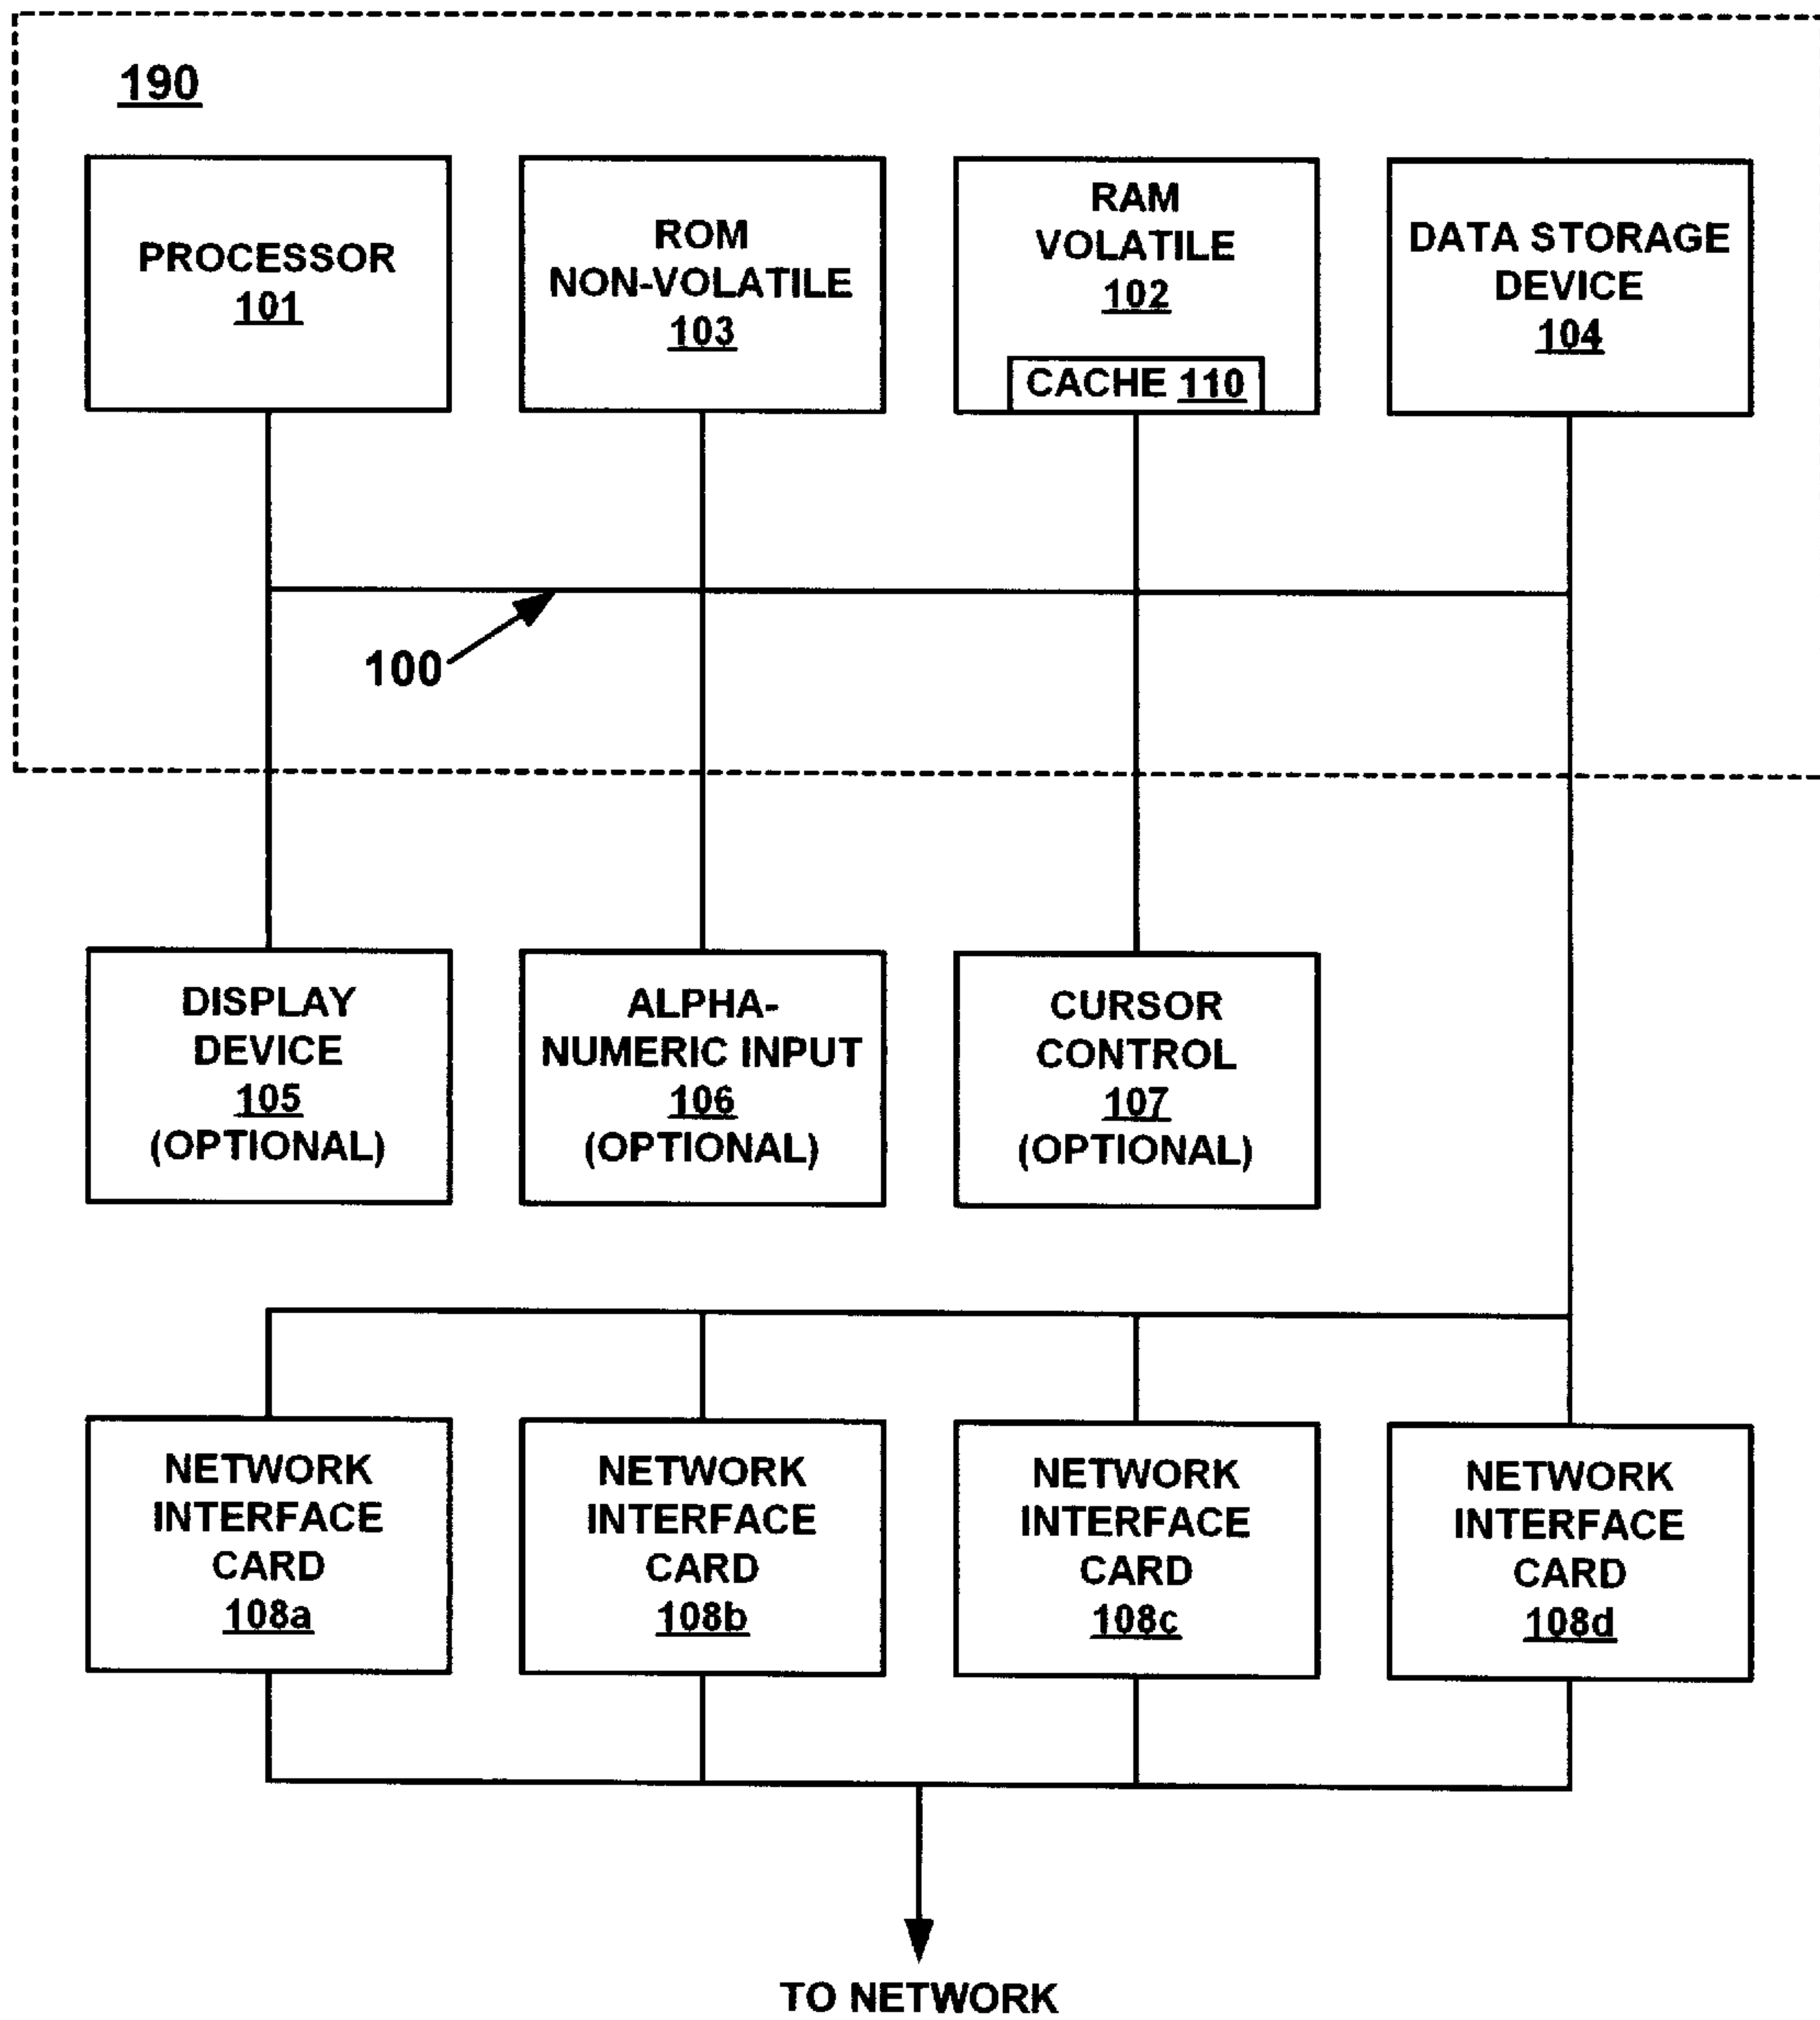 190
PROCESSOR
101
ROM
NON-VOLATILE
103
RAM
VOLATILE
102
CACHE 110
DATA STORAGE
DEVICE
104
100
DISPLAY
DEVICE
105
(OPTIONAL)
ALPHA-
NUMERIC INPUT
106
(OPTIONAL)
CURSOR
CONTROL
107
(OPTIONAL)
NETWORK
INTERFACE
CARD
108a
NETWORK
INTERFACE
CARD
108b
NETWORK
INTERFACE
CARD
108c
NETWORK
INTERFACE
CARD
108d
TO NETWORK